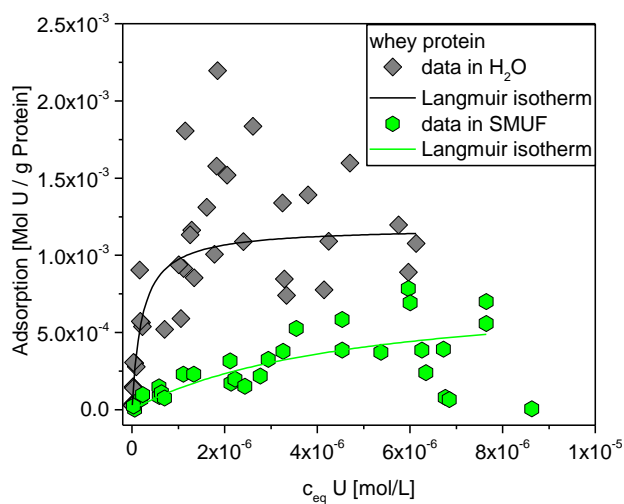 whey protein
data in H₂O
Langmuir isotherm
data in SMUF
Langmuir isotherm
Adsorption [Mol U / g Protein]
2.5x10⁻³
2.0x10⁻³
1.5x10⁻³
1.0x10⁻³
5.0x10⁻⁴
0.0
0 2x10⁻⁶ 4x10⁻⁶ 6x10⁻⁶ 8x10⁻⁶ 1x10⁻⁵
c_eq U [mol/L]